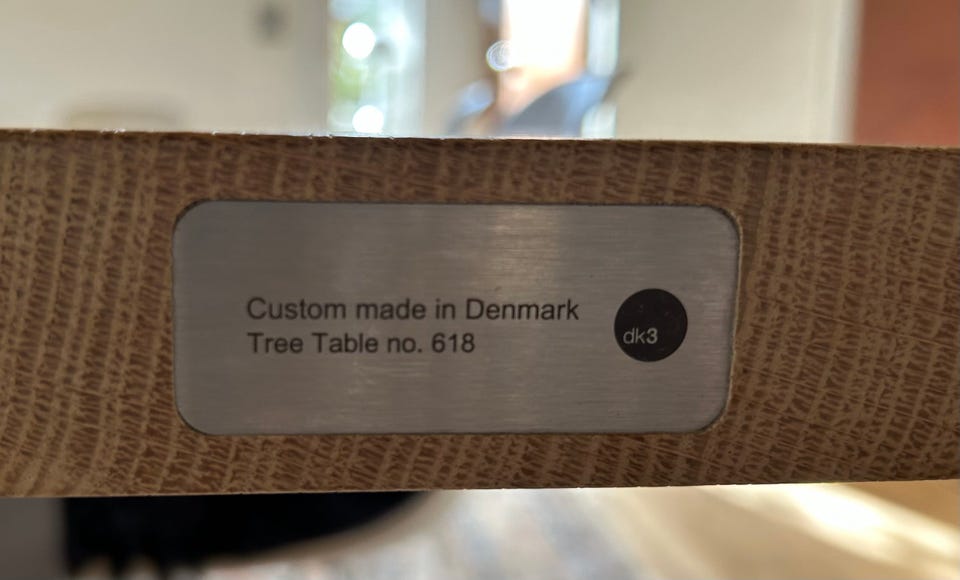 Custom made in Denmark
Tree Table no. 618
dk3